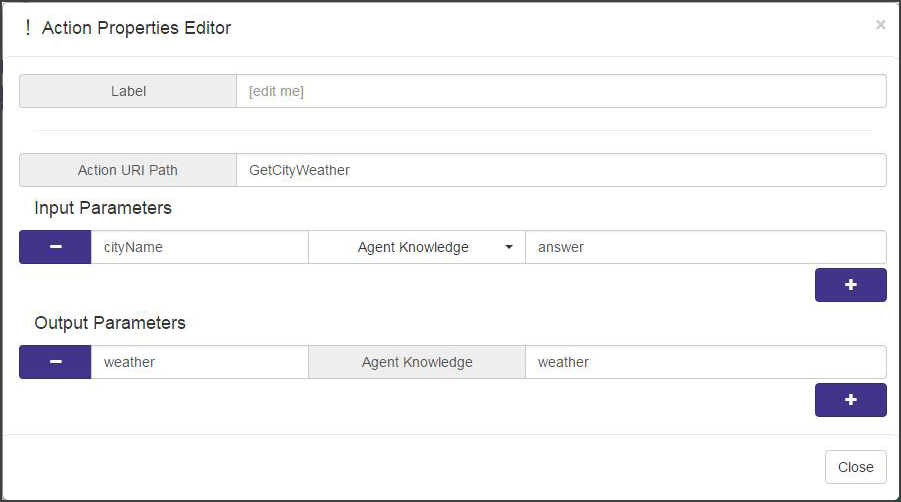 ! Action Properties Editor ×
Label [edit me]
Action URI Path GetCityWeather
Input Parameters
− cityName Agent Knowledge answer
+
Output Parameters
− weather Agent Knowledge weather
+
Close